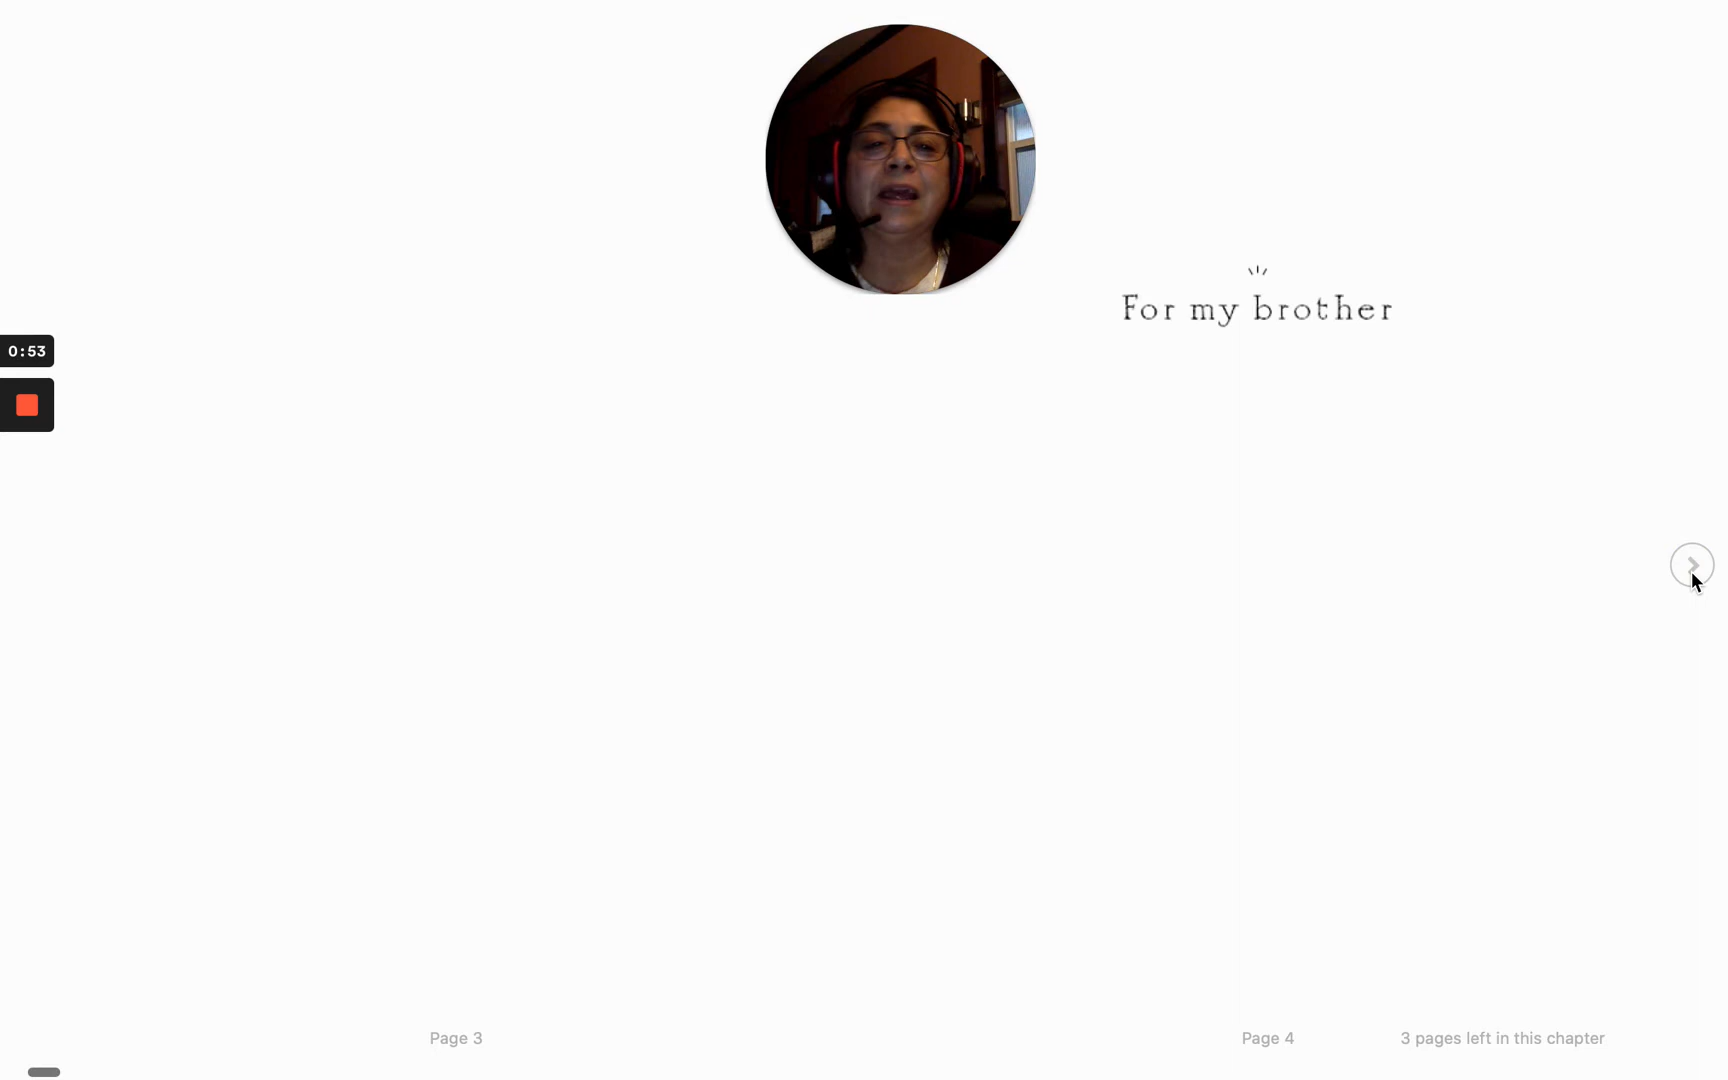 For my brother
0:53
Page 3
Page 4
3 pages left in this chapter